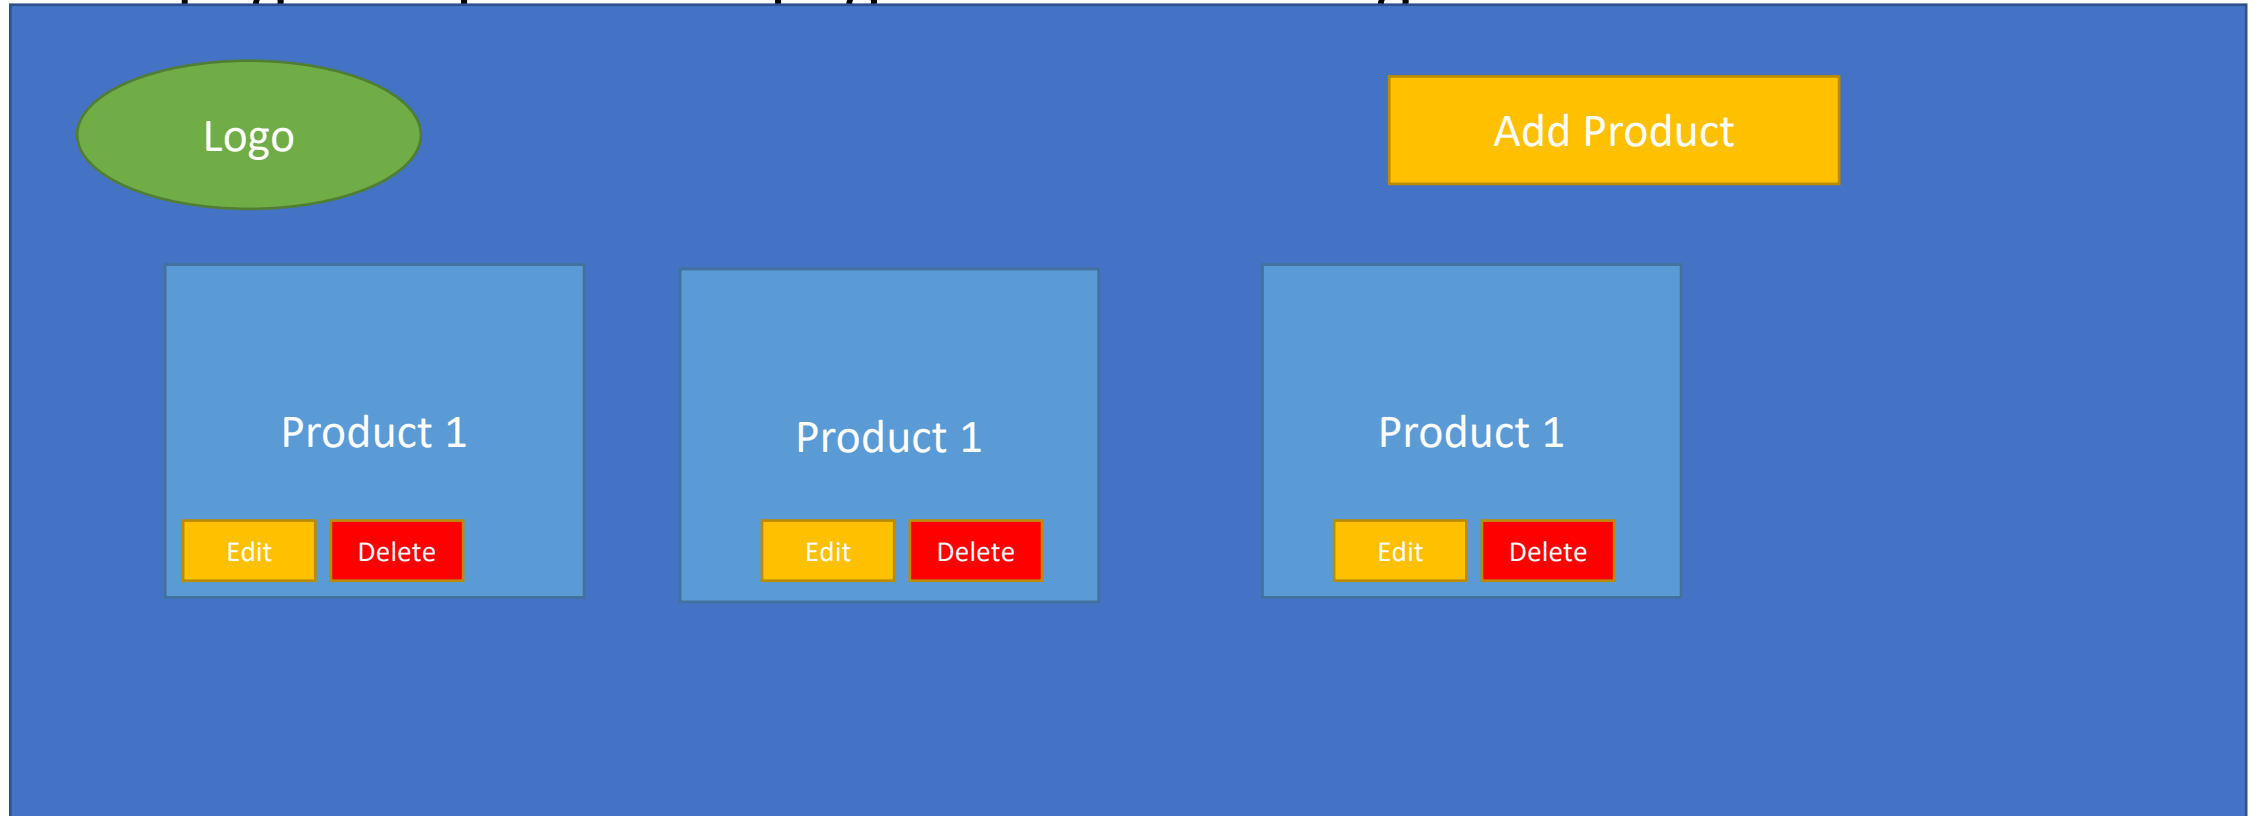 Logo
Add Product
Product 1
Product 1
Product 1
Edit
Delete
Edit
Delete
Edit
Delete